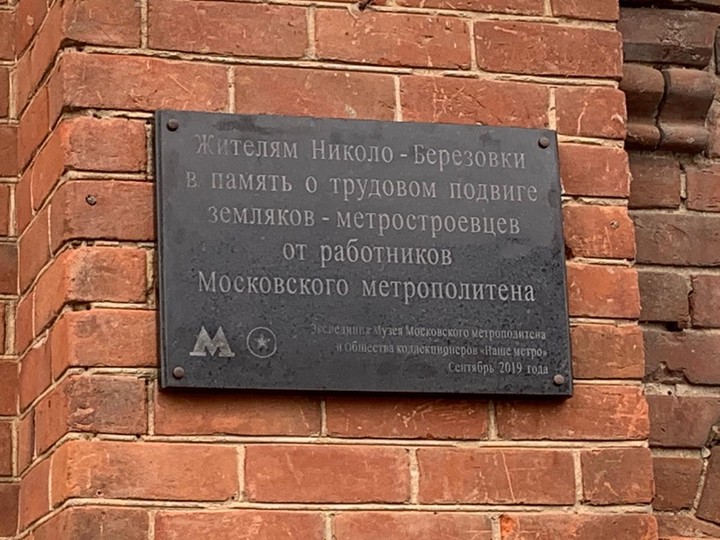 Жителям Николо - Березовки
в память о трудовом подвиге
земляков - метростроевцев
от работников
Московского метрополитена
Экспедиция Музея Московского метрополитена
и Общества коллекционеров «Наше метро»
Сентябрь 2019 года
М